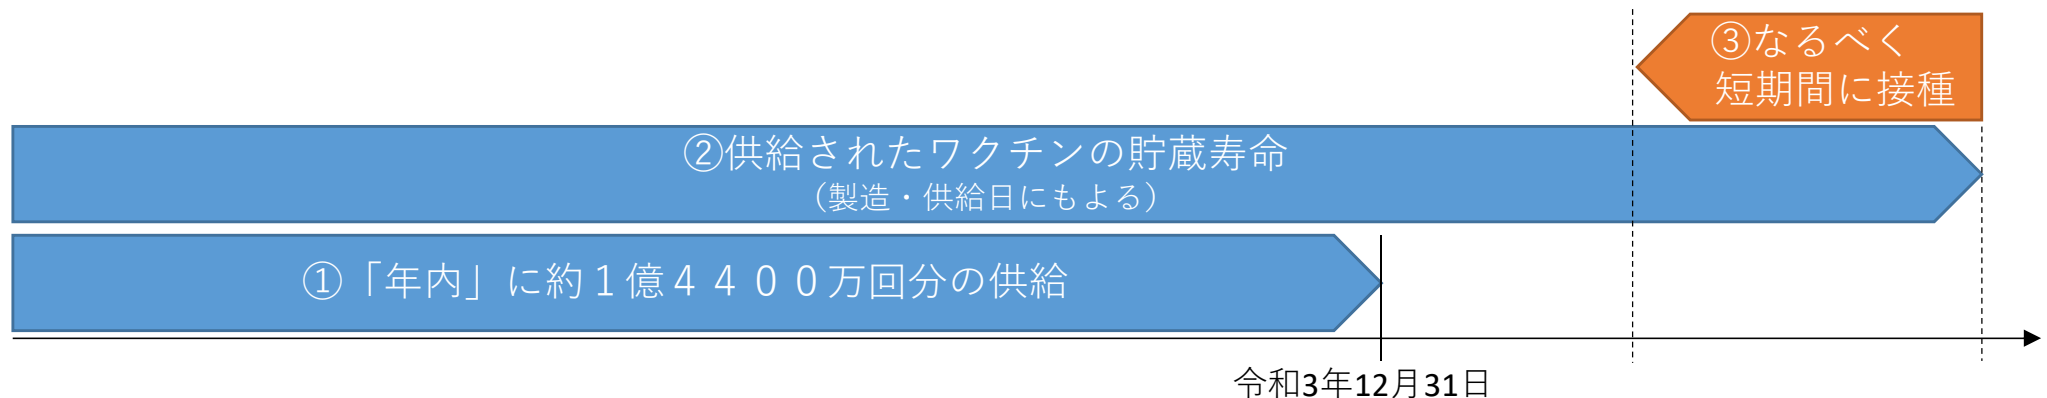 ③なるべく
短期間に接種
②供給されたワクチンの貯蔵寿命
（製造・供給日にもよる）
①「年内」に約１億４４００万回分の供給
令和3年12月31日